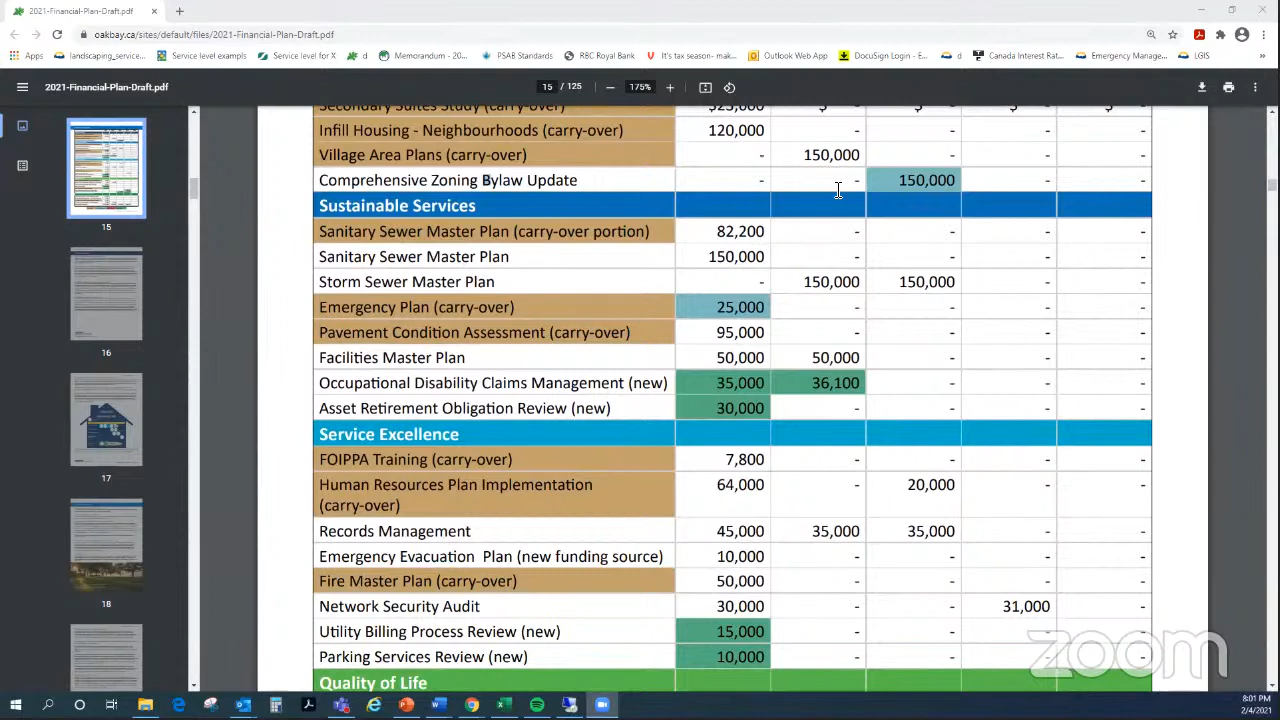 2021-Financial-Plan-Draft.pdf
oakbay.ca/sites/default/files/2021-Financial-Plan-Draft.pdf
Apps landscaping_service... Service level examples Service level for X d Memorandum - 20... PSAB Standards RBC Royal Bank It's tax season- mak... Outlook Web App DocuSign Login - E... d Canada Interest Rat... Emergency Manage... LGIS
2021-Financial-Plan-Draft.pdf 15 / 125 175%
Secondary Suites Study (carry-over) $25,000 $ - $ - $ - $ -
Infill Housing - Neighbourhoods (carry-over) 120,000 - - - -
Village Area Plans (carry-over) - 150,000 - - -
Comprehensive Zoning Bylaw Update - - 150,000 - -
Sustainable Services
Sanitary Sewer Master Plan (carry-over portion) 82,200 - - - -
Sanitary Sewer Master Plan 150,000 - - - -
Storm Sewer Master Plan - 150,000 150,000 - -
Emergency Plan (carry-over) 25,000 - - - -
Pavement Condition Assessment (carry-over) 95,000 - - - -
Facilities Master Plan 50,000 50,000 - - -
Occupational Disability Claims Management (new) 35,000 36,100 - - -
Asset Retirement Obligation Review (new) 30,000 - - - -
Service Excellence
FOIPPA Training (carry-over) 7,800 - - - -
Human Resources Plan Implementation 64,000 - 20,000 - -
(carry-over)
Records Management 45,000 35,000 35,000 - -
Emergency Evacuation Plan (new funding source) 10,000 - - - -
Fire Master Plan (carry-over) 50,000 - - - -
Network Security Audit 30,000 - - 31,000 -
Utility Billing Process Review (new) 15,000 - - - -
Parking Services Review (new) 10,000 - - - -
Quality of Life
15
16
17
18
zoom
8:01 PM
2/4/2021